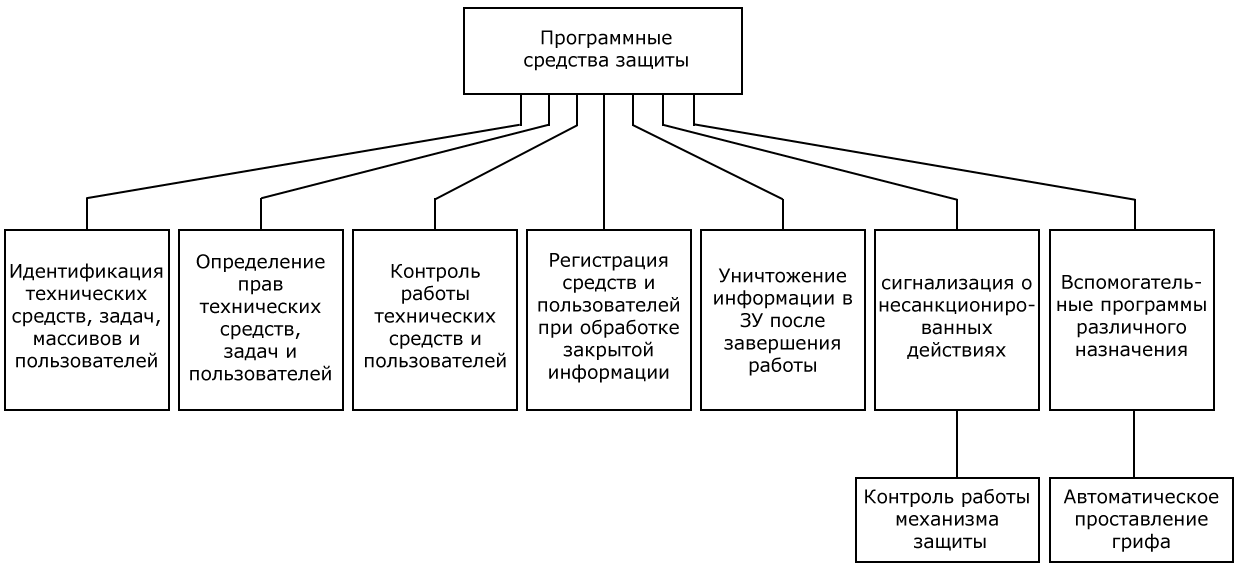 Программные
средства защиты
Идентификация
технических
средств, задач,
массивов и
пользователей
Определение
прав
технических
средств,
задач и
пользователей
Контроль
работы
технических
средств и
пользователей
Регистрация
средств и
пользователей
при обработке
закрытой
информации
Уничтожение
информации в
ЗУ после
завершения
работы
сигнализация о
несанкциониро-
ванных
действиях
Вспомогатель-
ные программы
различного
назначения
Контроль работы
механизма
защиты
Автоматическое
проставление
грифа